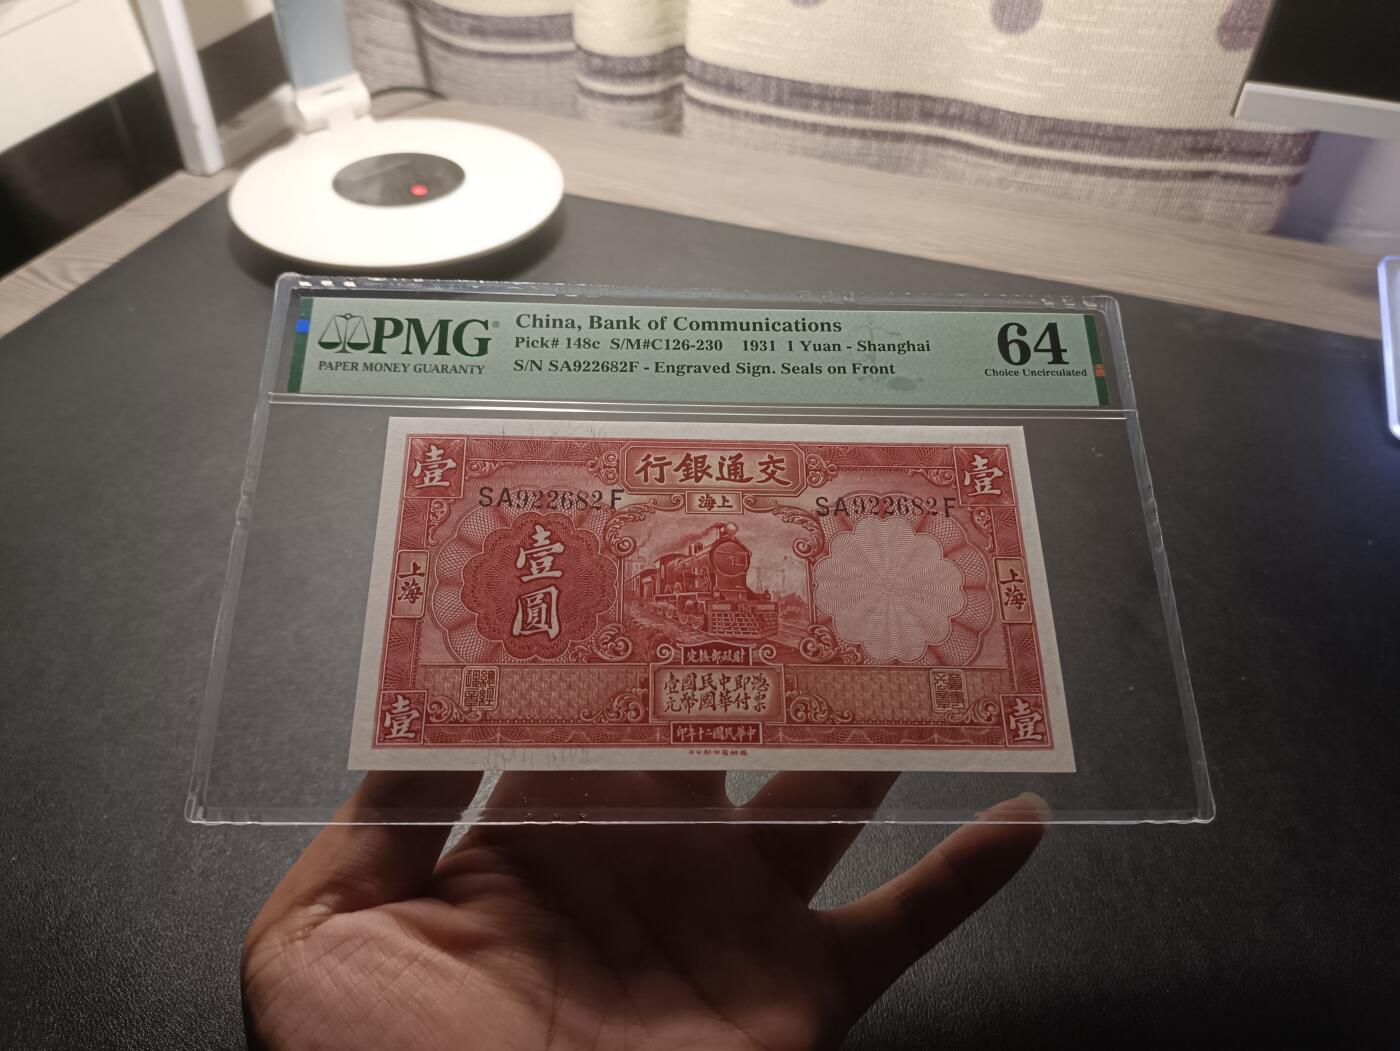 PMG®
PAPER MONEY GUARANTY
China, Bank of Communications
Pick# 148c S/M#C126-230 1931 1 Yuan - Shanghai
S/N SA922682F - Engraved Sign. Seals on Front
64
Choice Uncirculated
壹
行銀通交
壹
SA922682F
海上
SA922682F
壹圓
上海
上海
定核部政財
憑票即付中華民國國幣壹元
壹
印年十二國民華中
壹